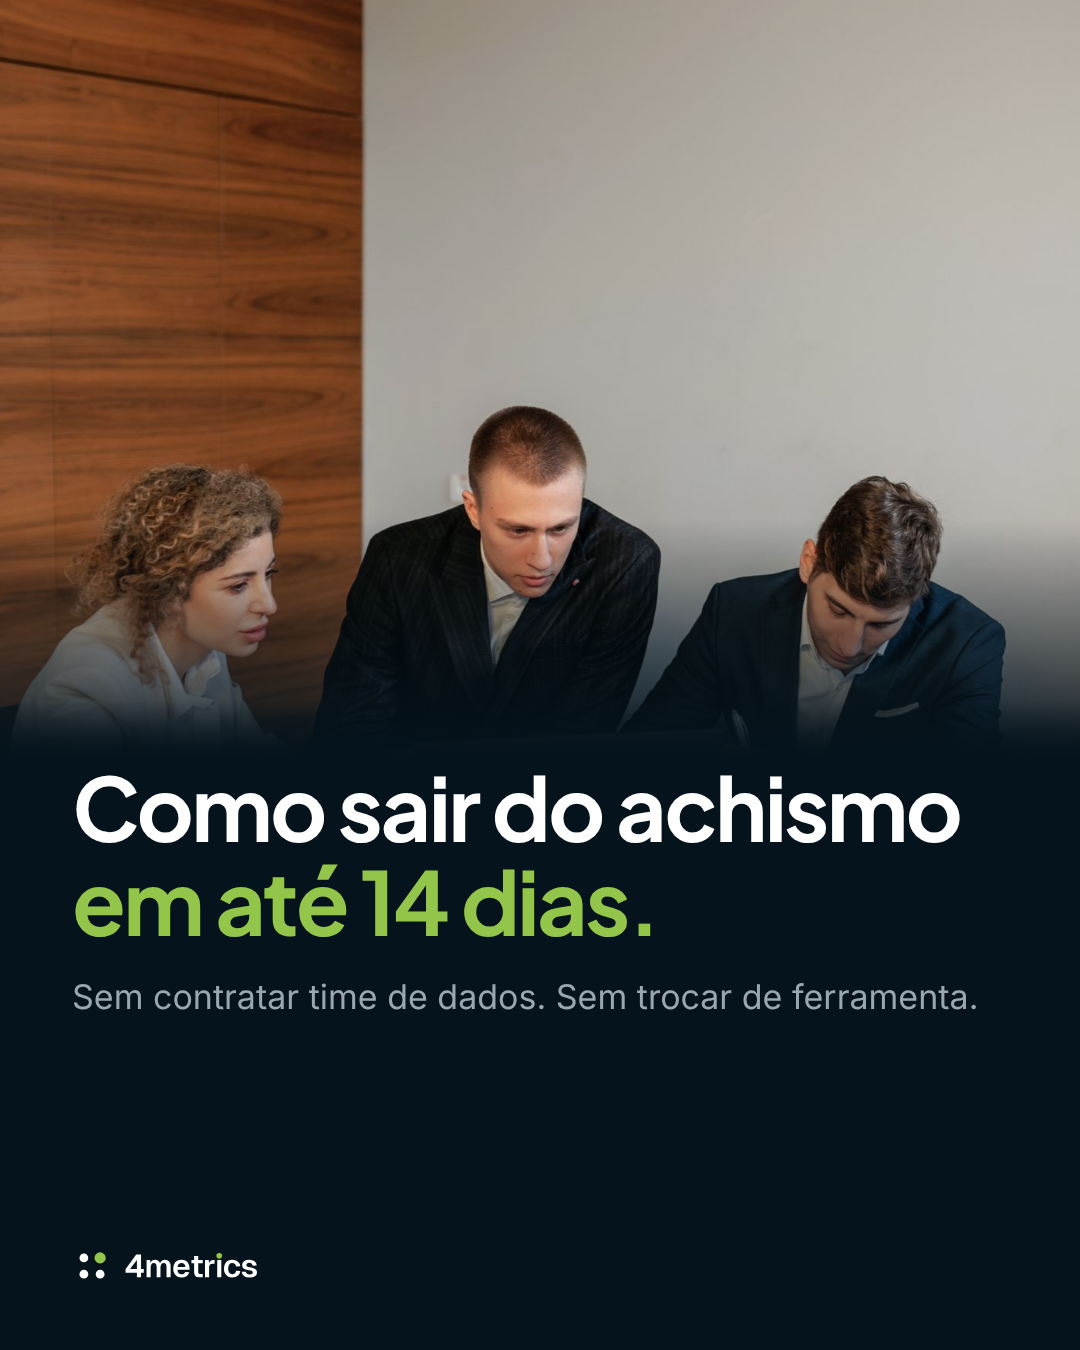 Como sair do achismo
em até 14 dias.
Sem contratar time de dados. Sem trocar de ferramenta.
4metrics